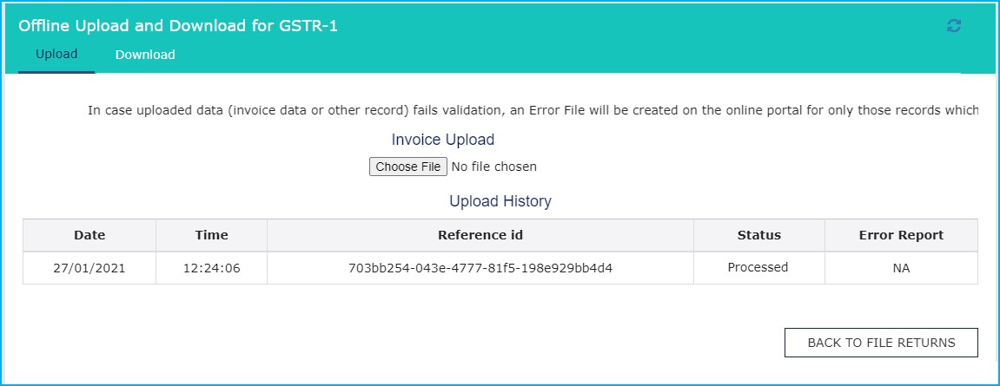 Offline Upload and Download for GSTR-1
Upload Download
In case uploaded data (invoice data or other record) fails validation, an Error File will be created on the online portal for only those records which
Invoice Upload
Choose File No file chosen
Upload History
Date Time Reference id Status Error Report
27/01/2021 12:24:06 703bb254-043e-4777-81f5-198e929bb4d4 Processed NA
BACK TO FILE RETURNS